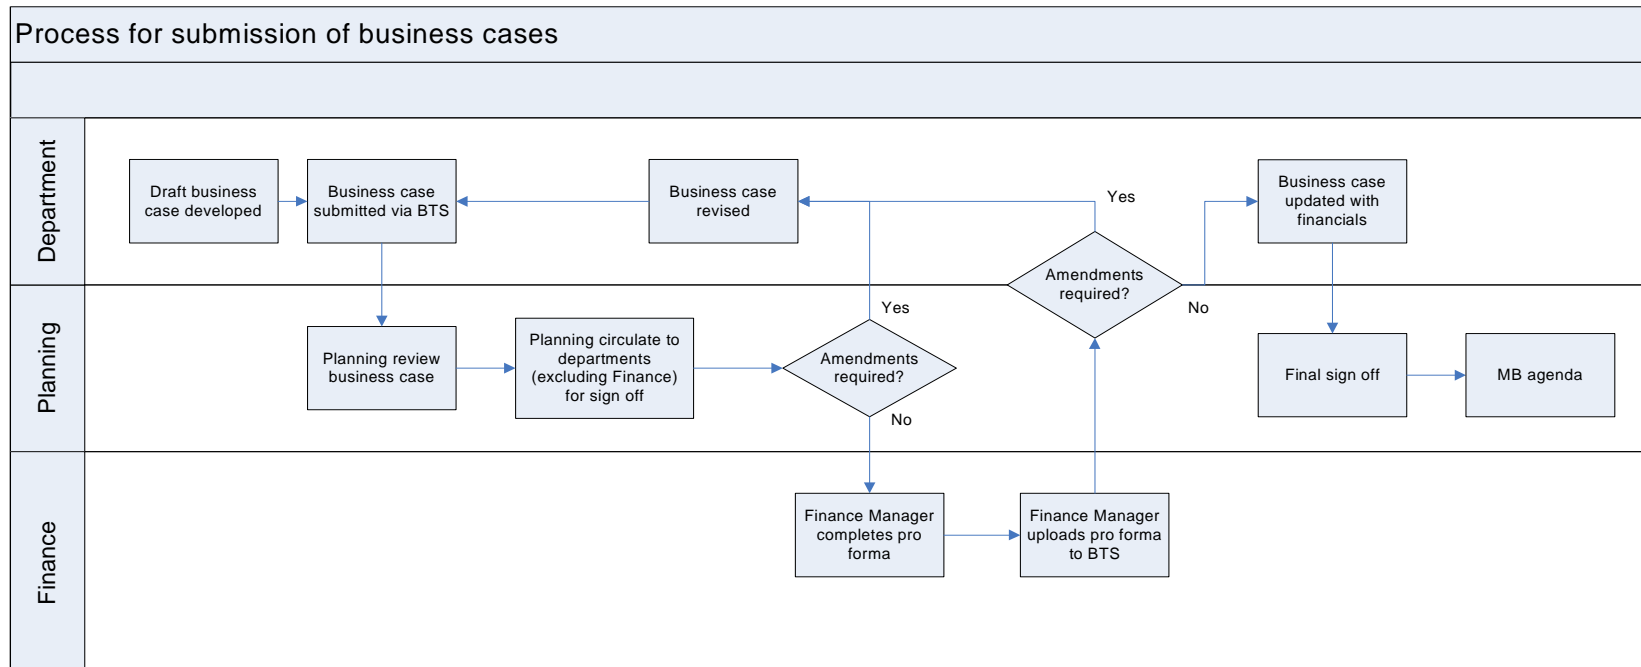 Process for submission of business cases
Department
Draft business
case developed
Business case
submitted via BTS
Business case
revised
Yes
Amendments
required?
No
Business case
updated with
financials
Planning
Planning review
business case
Planning circulate to
departments
(excluding Finance)
for sign off
Yes
Amendments
required?
No
Final sign off
MB agenda
Finance
Finance Manager
completes pro
forma
Finance Manager
uploads pro forma
to BTS